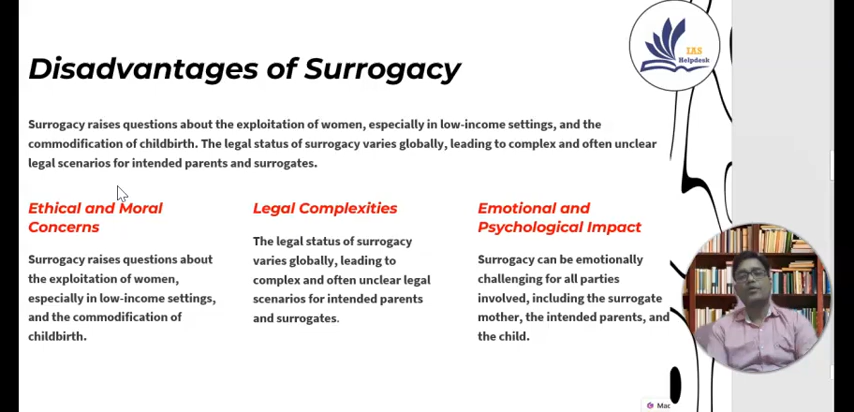 IAS
Helpdesk
Disadvantages of Surrogacy
Surrogacy raises questions about the exploitation of women, especially in low-income settings, and the
commodification of childbirth. The legal status of surrogacy varies globally, leading to complex and often unclear
legal scenarios for intended parents and surrogates.
Ethical and Moral
Concerns
Surrogacy raises questions about
the exploitation of women,
especially in low-income settings,
and the commodification of
childbirth.
Legal Complexities
The legal status of surrogacy
varies globally, leading to
complex and often unclear legal
scenarios for intended parents
and surrogates.
Emotional and
Psychological Impact
Surrogacy can be emotionally
challenging for all parties
involved, including the surrogate
mother, the intended parents, and
the child.
Mad